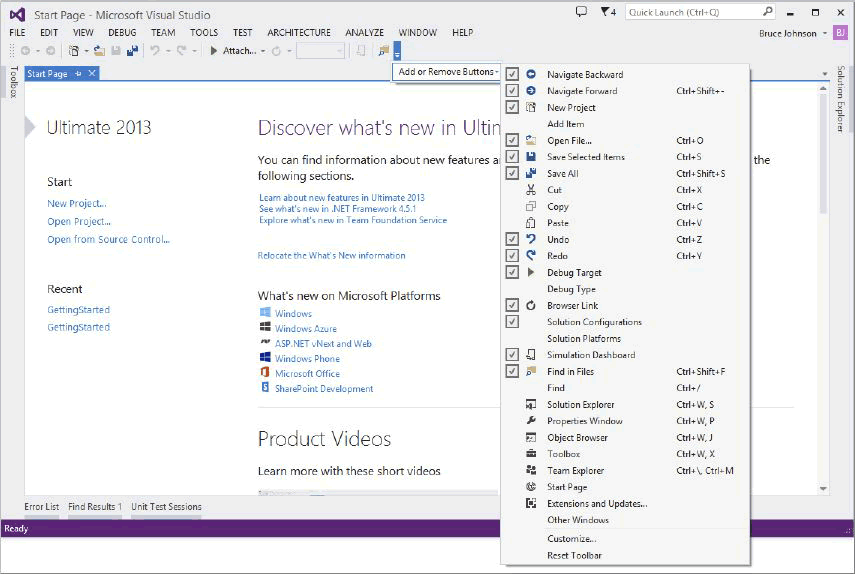 Start Page - Microsoft Visual Studio
4
Quick Launch (Ctrl+Q)
FILE EDIT VIEW DEBUG TEAM TOOLS TEST ARCHITECTURE ANALYZE WINDOW HELP
Bruce Johnson
BJ
Attach...
Add or Remove Buttons
Toolbox
Start Page
Solution Explorer
Ultimate 2013
Start
New Project...
Open Project...
Open from Source Control...
Recent
GettingStarted
GettingStarted
Discover what's new in Ultim
You can find information about new features a
the
following sections.
Learn about new features in Ultimate 2013
See what's new in .NET Framework 4.5.1
Explore what's new in Team Foundation Service
Relocate the What's New information
What's new on Microsoft Platforms
Windows
Windows Azure
ASP.NET vNext and Web
Windows Phone
Microsoft Office
SharePoint Development
Product Videos
Learn more with these short videos
Navigate Backward
Navigate Forward Ctrl+Shift+-
New Project
Add Item
Open File... Ctrl+O
Save Selected Items Ctrl+S
Save All Ctrl+Shift+S
Cut Ctrl+X
Copy Ctrl+C
Paste Ctrl+V
Undo Ctrl+Z
Redo Ctrl+Y
Debug Target
Debug Type
Browser Link
Solution Configurations
Solution Platforms
Simulation Dashboard
Find in Files Ctrl+Shift+F
Find Ctrl+/
Solution Explorer Ctrl+W, S
Properties Window Ctrl+W, P
Object Browser Ctrl+W, J
Toolbox Ctrl+W, X
Team Explorer Ctrl+\, Ctrl+M
Start Page
Extensions and Updates...
Other Windows
Customize...
Reset Toolbar
Error List Find Results 1 Unit Test Sessions
Ready